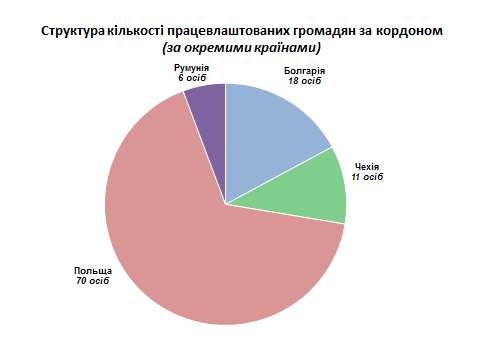 Структура кількості працевлаштованих громадян за кордоном
(за окремими країнами)
Румунія
6 осіб
Болгарія
18 осіб
Чехія
11 осіб
Польща
70 осіб